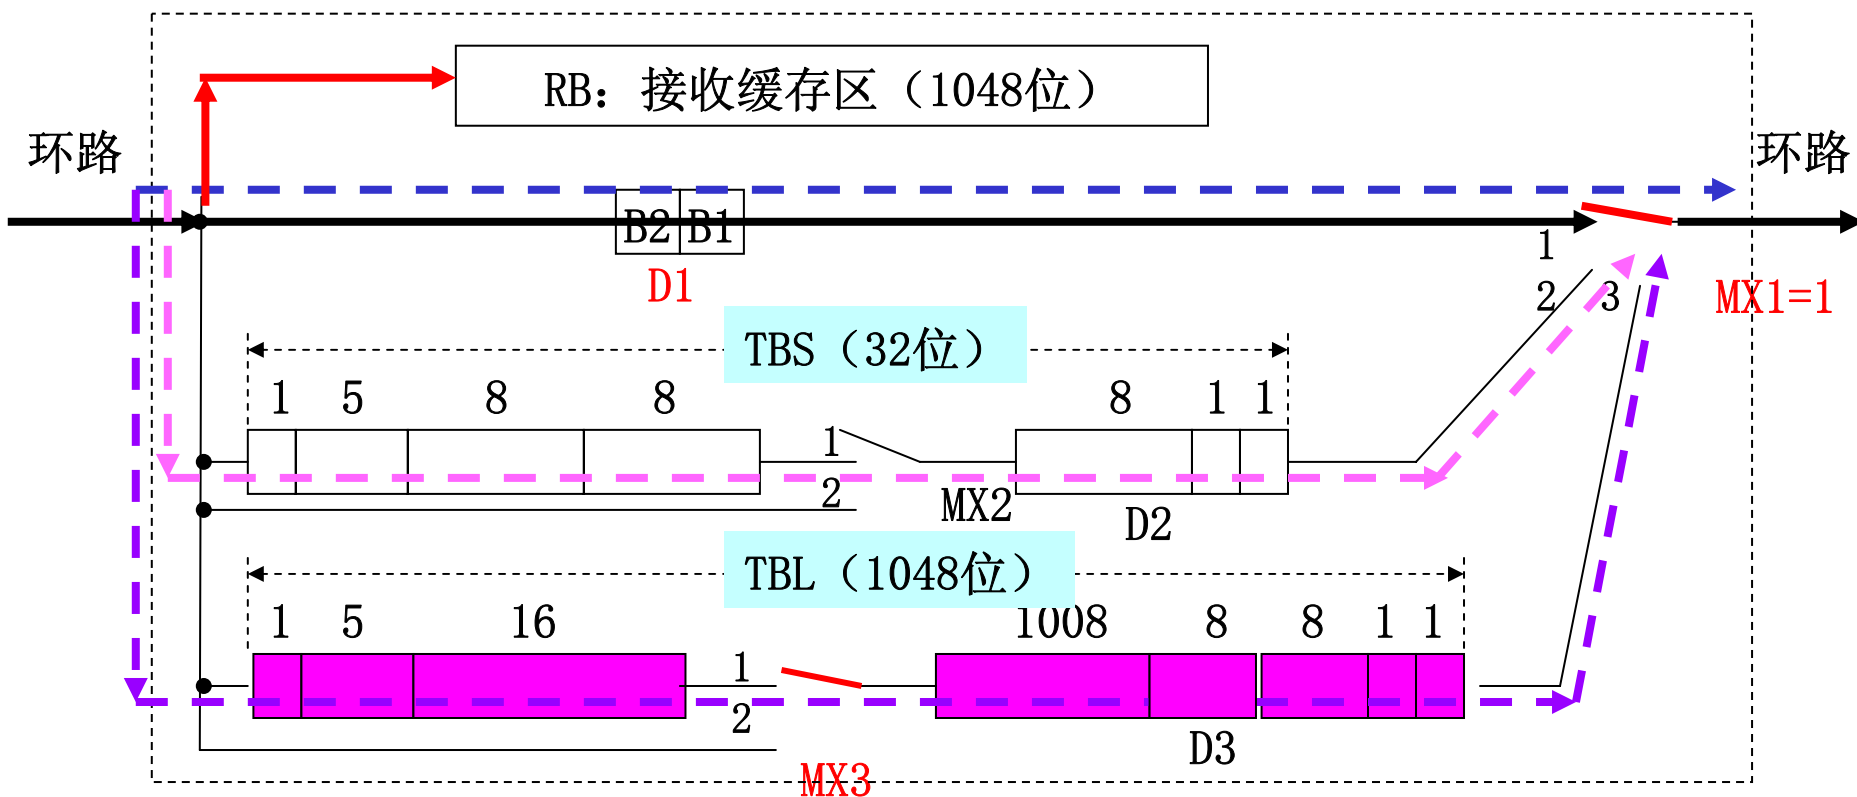 RB：接收缓存区（1048位）
环路
环路
B2 B1
1
D1
2 3
MX1=1
TBS（32位）
1 5 8 8 8 1 1
1
2
MX2
D2
TBL（1048位）
1 5 16 1008 8 8 1 1
1
2
D3
MX3